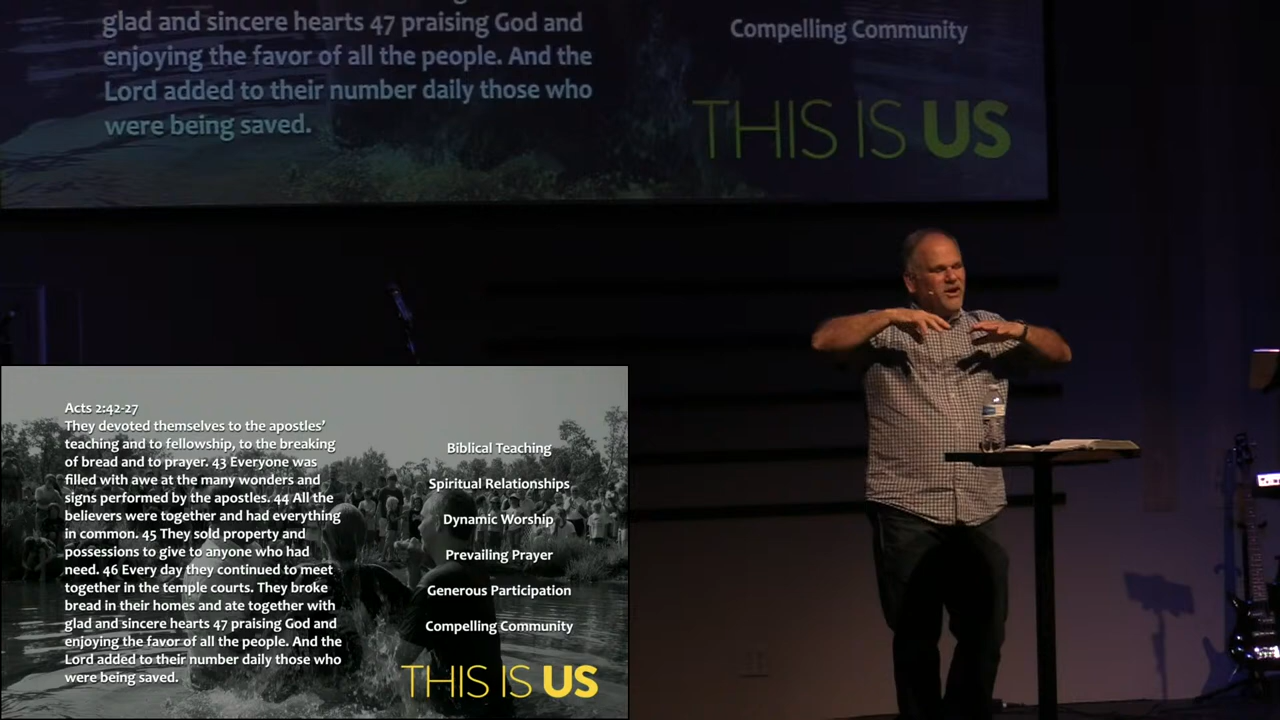 glad and sincere hearts 47 praising God and
enjoying the favor of all the people. And the
Lord added to their number daily those who
were being saved.
Compelling Community
THIS IS US
Acts 2:42-27
They devoted themselves to the apostles'
teaching and to fellowship, to the breaking
of bread and to prayer. 43 Everyone was
filled with awe at the many wonders and
signs performed by the apostles. 44 All the
believers were together and had everything
in common. 45 They sold property and
possessions to give to anyone who had
need. 46 Every day they continued to meet
together in the temple courts. They broke
bread in their homes and ate together with
glad and sincere hearts 47 praising God and
enjoying the favor of all the people. And the
Lord added to their number daily those who
were being saved.
Biblical Teaching
Spiritual Relationships
Dynamic Worship
Prevailing Prayer
Generous Participation
Compelling Community
THIS IS US